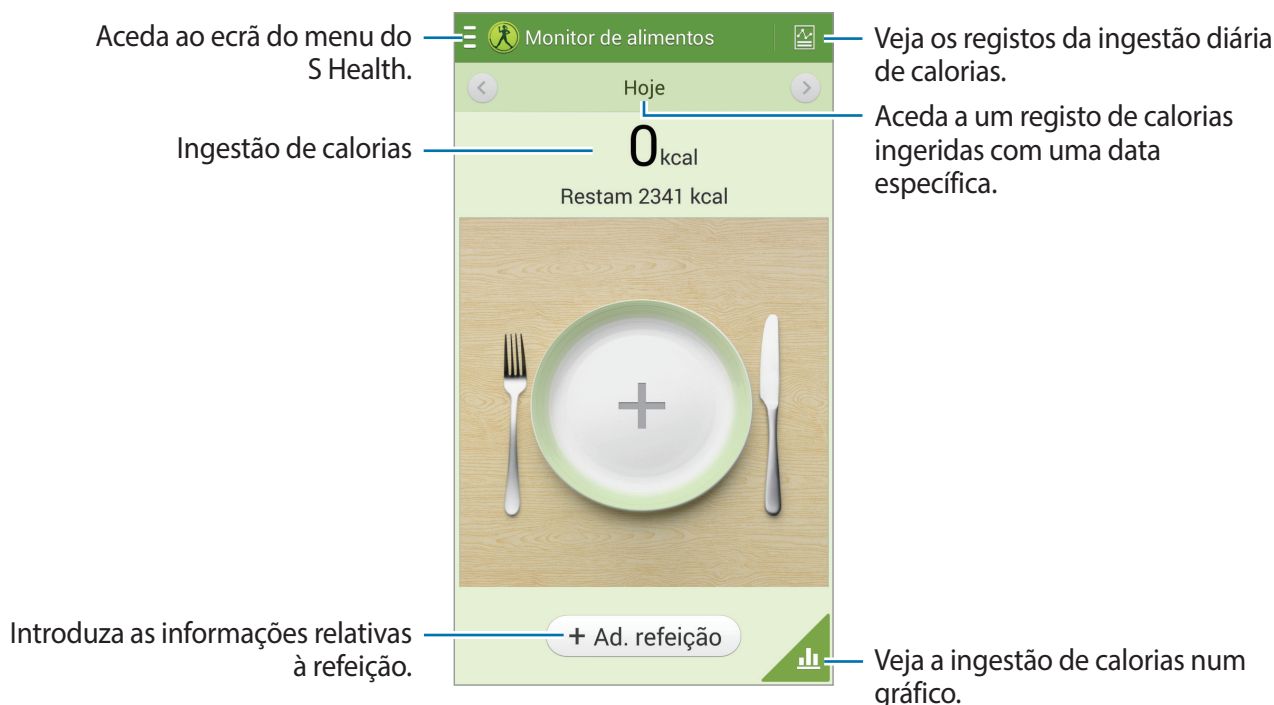 Aceda ao ecrã do menu do
S Health.
Monitor de alimentos
Veja os registos da ingestão diária
de calorias.
Hoje
Aceda a um registo de calorias
ingeridas com uma data
específica.
Ingestão de calorias
0 kcal
Restam 2341 kcal
Introduza as informações relativas
à refeição.
+ Ad. refeição
Veja a ingestão de calorias num
gráfico.